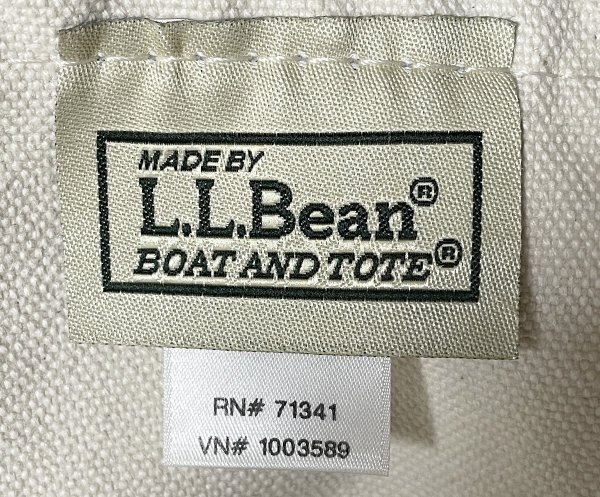 MADE BY
L.L.Bean®
BOAT AND TOTE®
RN# 71341
VN# 1003589